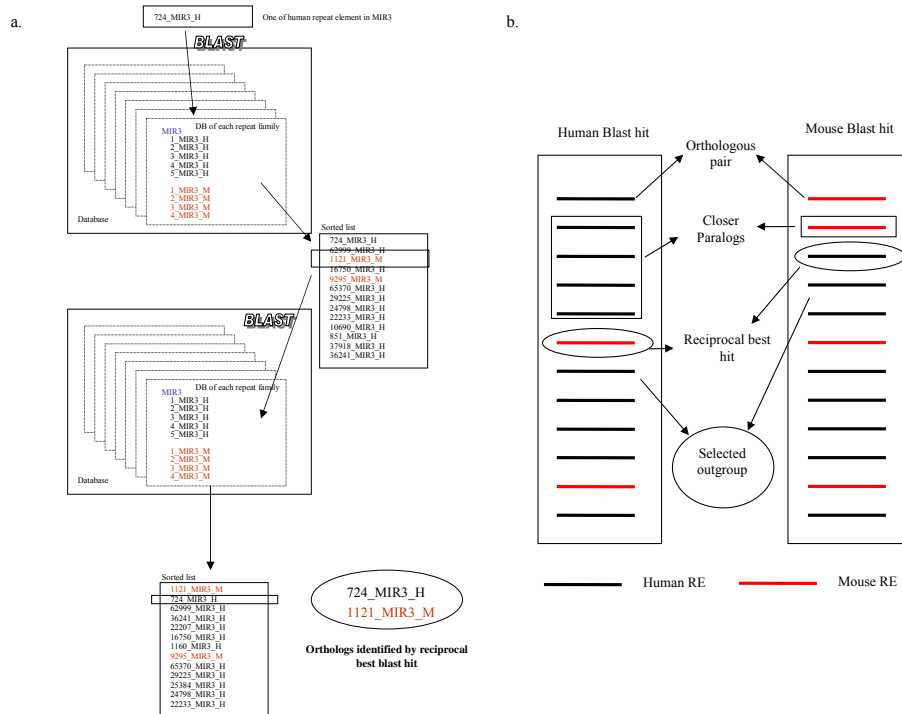 a.
724_MIR3_H
One of human repeat element in MIR3
BLAST
DB of each repeat family
MIR3
1_MIR3_H
2_MIR3_H
3_MIR3_H
4_MIR3_H
5_MIR3_H
1_MIR3_M
2_MIR3_M
3_MIR3_M
4_MIR3_M
Database
Sorted list
724_MIR3_H
62999_MIR3_H
1121_MIR3_M
16750_MIR3_H
9295_MIR3_M
65370_MIR3_H
29225_MIR3_H
24798_MIR3_H
22233_MIR3_H
10690_MIR3_H
851_MIR3_H
37918_MIR3_H
36241_MIR3_H
BLAST
DB of each repeat family
MIR3
1_MIR3_H
2_MIR3_H
3_MIR3_H
4_MIR3_H
5_MIR3_H
1_MIR3_M
2_MIR3_M
3_MIR3_M
4_MIR3_M
Database
Sorted list
1121_MIR3_M
724_MIR3_H
62999_MIR3_H
36241_MIR3_H
22207_MIR3_H
16750_MIR3_H
1160_MIR3_H
9295_MIR3_M
65370_MIR3_H
29225_MIR3_H
25384_MIR3_H
24798_MIR3_H
22233_MIR3_H
724_MIR3_H
1121_MIR3_M
Orthologs identified by reciprocal
best blast hit
b.
Human Blast hit
Mouse Blast hit
Orthologous
pair
Closer
Paralogs
Reciprocal best
hit
Selected
outgroup
Human RE
Mouse RE